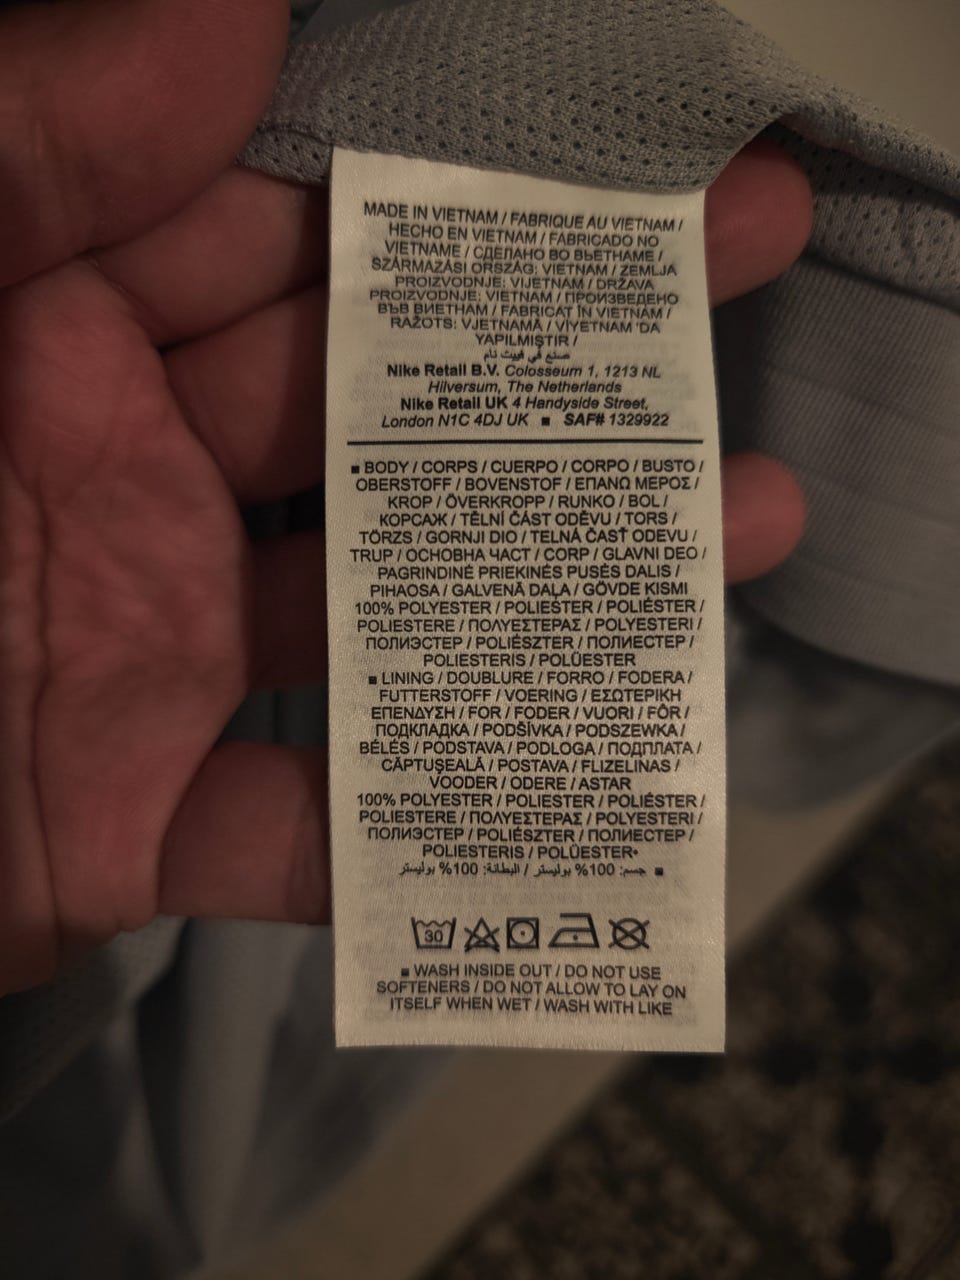 MADE IN VIETNAM / FABRIQUE AU VIETNAM /
HECHO EN VIETNAM / FABRICADO NO
VIETNAME / СДЕЛАНО ВО ВЬЕТНАМЕ /
SZÁRMAZÁSI ORSZÁG: VIETNAM / ZEMLJA
PROIZVODNJE: VIJETNAM / DRŽAVA
PROIZVODNJE: VIETNAM / ПРОИЗВЕДЕНО
ВЪВ ВИЕТНАМ / FABRICAT ÎN VIETNAM /
RAŽOTS: VJETNAMĀ / VİYETNAM 'DA
YAPILMIŞTIR /
صنع في فييت نام
Nike Retail B.V. Colosseum 1, 1213 NL
Hilversum, The Netherlands
Nike Retail UK 4 Handyside Street,
London N1C 4DJ UK ■ SAF# 1329922
■ BODY / CORPS / CUERPO / CORPO / BUSTO /
OBERSTOFF / BOVENSTOF / ΕΠΑΝΩ ΜΕΡΟΣ /
KROP / ÖVERKROPP / RUNKO / BOL /
КОРСАЖ / TĚLNÍ ČÁST ODĚVU / TORS /
TÖRZS / GORNJI DIO / TELNÁ ČASŤ ODEVU /
TRUP / ОСНОВНА ЧАСТ / CORP / GLAVNI DEO /
PAGRINDINĖ PRIEKINĖS PUSĖS DALIS /
PIHAOSA / GALVENĀ DAĻA / GÖVDE KISMI
100% POLYESTER / POLIESTER / POLIÉSTER /
POLIESTERE / ΠΟΛΥΕΣΤΕΡΑΣ / POLYESTERI /
ПОЛИЭСТЕР / POLIÉSZTER / ПОЛИЕСТЕР /
POLIESTERIS / POLÜESTER
■ LINING / DOUBLURE / FORRO / FODERA /
FUTTERSTOFF / VOERING / ΕΣΩΤΕΡΙΚΗ
ΕΠΕΝΔΥΣΗ / FOR / FODER / VUORI / FÔR /
ПОДКЛАДКА / PODŠÍVKA / PODSZEWKA /
BÉLÉS / PODSTAVA / PODLOGA / ПОДПЛАТА /
CĂPTUȘEALĂ / POSTAVA / FLIZELINAS /
VOODER / ODERE / ASTAR
100% POLYESTER / POLIESTER / POLIÉSTER /
POLIESTERE / ΠΟΛΥΕΣΤΕΡΑΣ / POLYESTERI /
ПОЛИЭСТЕР / POLIÉSZTER / ПОЛИЕСТЕР /
POLIESTERIS / POLÜESTER•
■ جسم: 100% بوليستر / البطانة: 100% بوليستر
30
■ WASH INSIDE OUT / DO NOT USE
SOFTENERS / DO NOT ALLOW TO LAY ON
ITSELF WHEN WET / WASH WITH LIKE